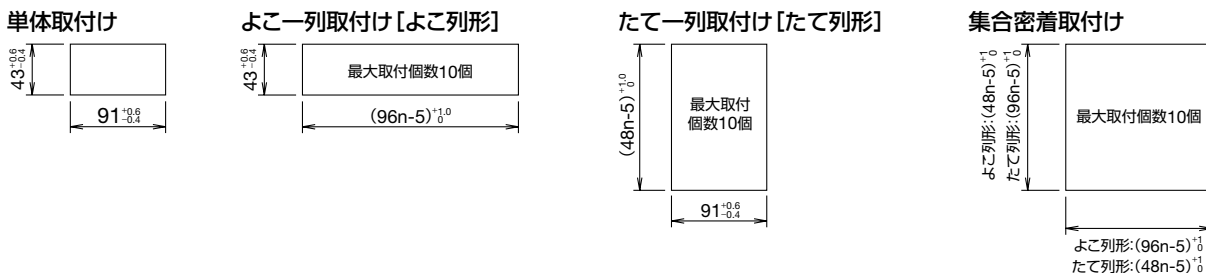 単体取付け
43+0.6-0.4
91+0.6-0.4
よこ一列取付け[よこ列形]
43+0.6-0.4
最大取付個数10個
(96n-5)+1.0 0
たて一列取付け[たて列形]
(48n-5)+1.0 0
最大取付
個数10個
91+0.6-0.4
集合密着取付け
よこ列形:(48n-5)+1 0
たて列形:(96n-5)+1 0
最大取付個数10個
よこ列形:(96n-5)+1 0
たて列形:(48n-5)+1 0